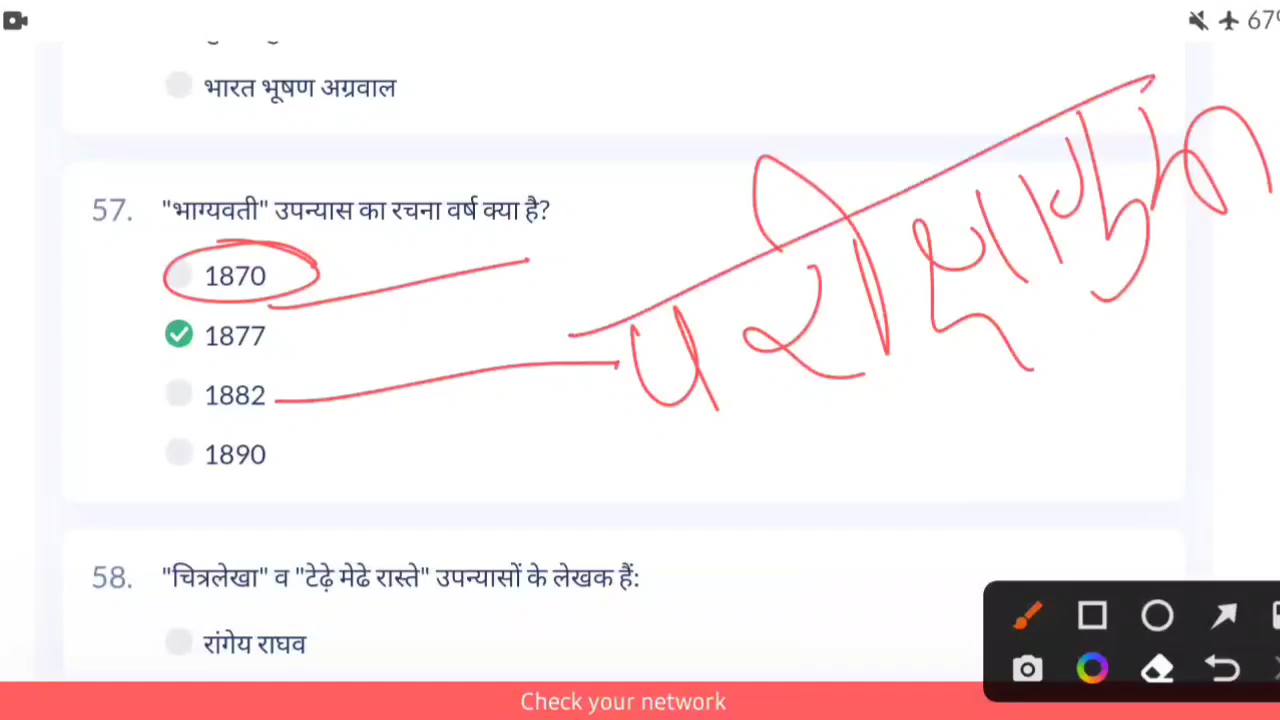 67%
भारत भूषण अग्रवाल
57. "भाग्यवती" उपन्यास का रचना वर्ष क्या है?
1870
1877
1882
1890
परीक्षागुरु
58. "चित्रलेखा" व "टेढ़े मेढे रास्ते" उपन्यासों के लेखक हैं:
रांगेय राघव
Check your network